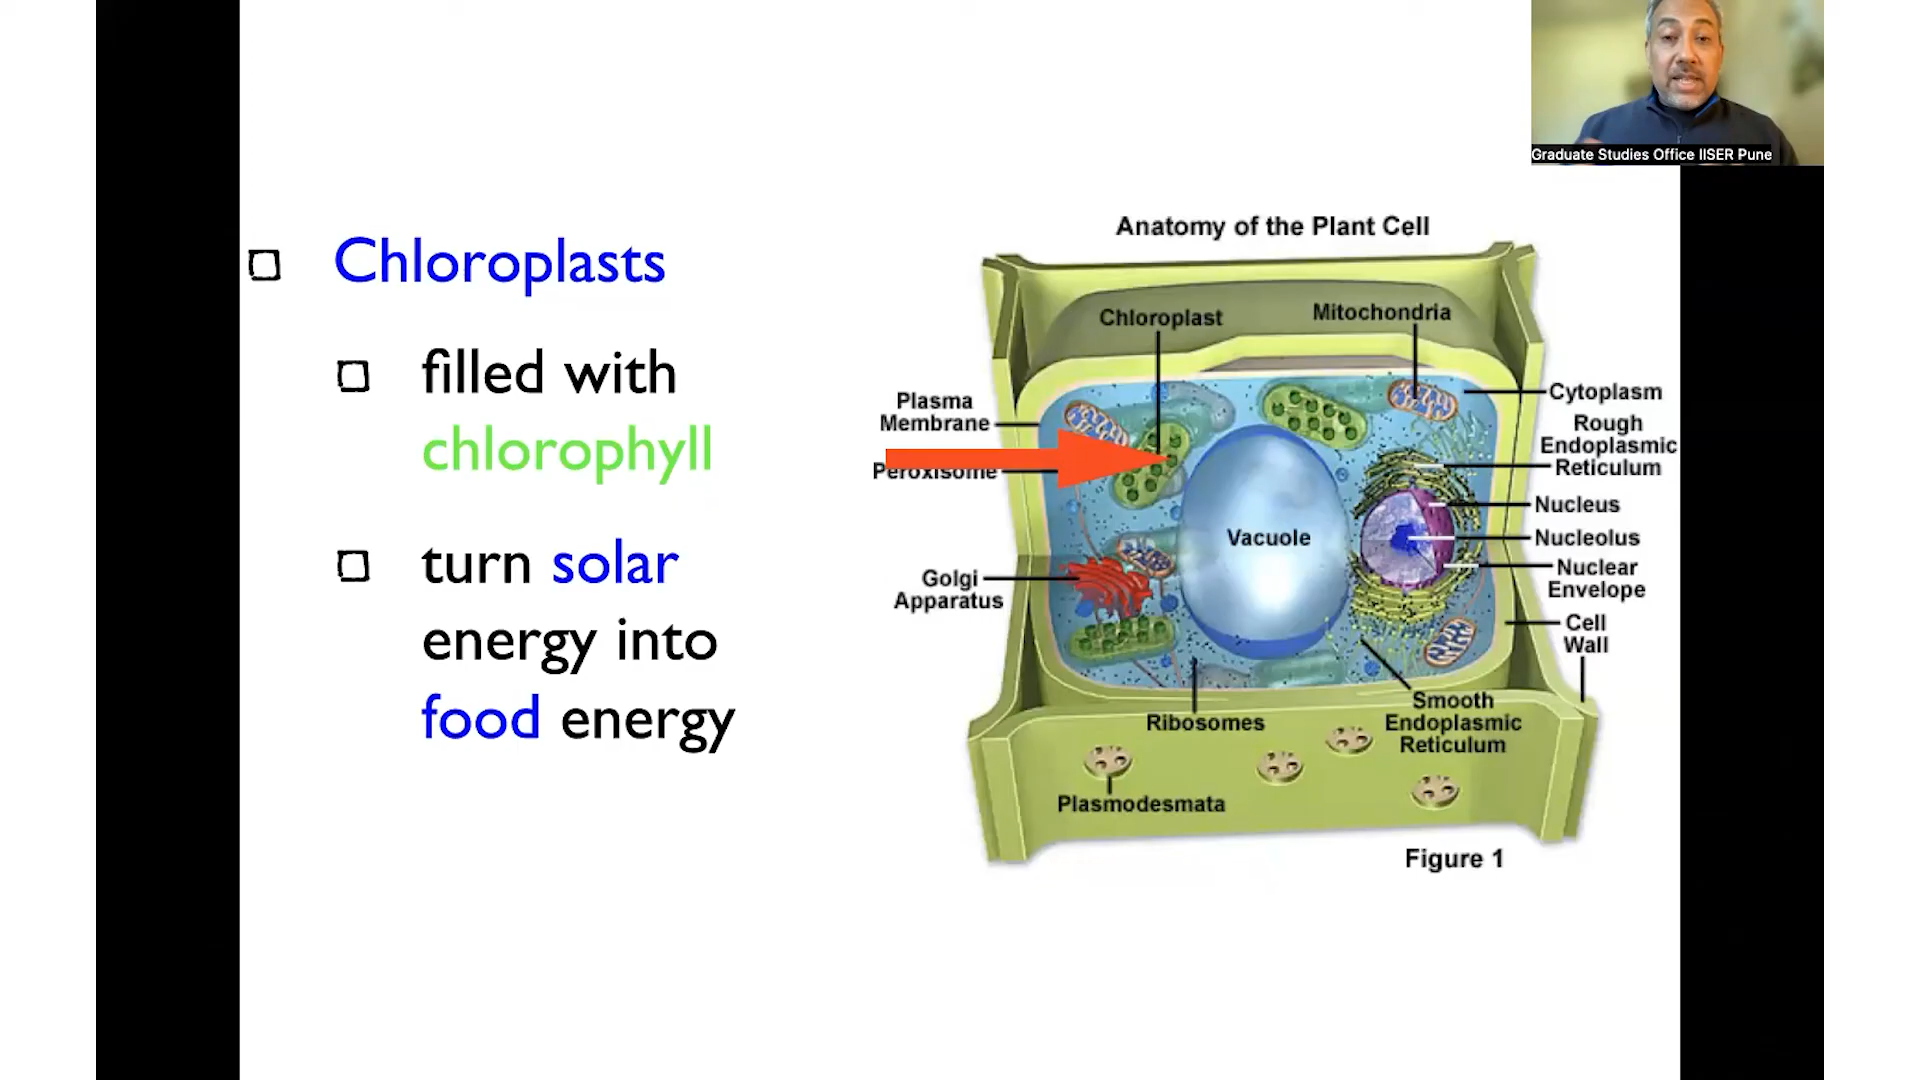 Graduate Studies Office IISER Pune
Chloroplasts
filled with
chlorophyll
turn solar
energy into
food energy
Anatomy of the Plant Cell
Chloroplast
Mitochondria
Plasma
Membrane
Peroxisome
Golgi
Apparatus
Vacuole
Cytoplasm
Rough
Endoplasmic
Reticulum
Nucleus
Nucleolus
Nuclear
Envelope
Cell
Wall
Ribosomes
Smooth
Endoplasmic
Reticulum
Plasmodesmata
Figure 1